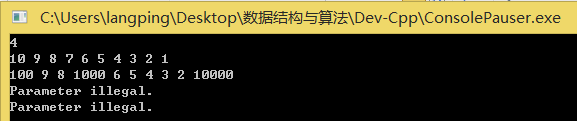 C:\Users\langping\Desktop\数据结构与算法\Dev-Cpp\ConsolePauser.exe
4
10 9 8 7 6 5 4 3 2 1
100 9 8 1000 6 5 4 3 2 10000
Parameter illegal.
Parameter illegal.